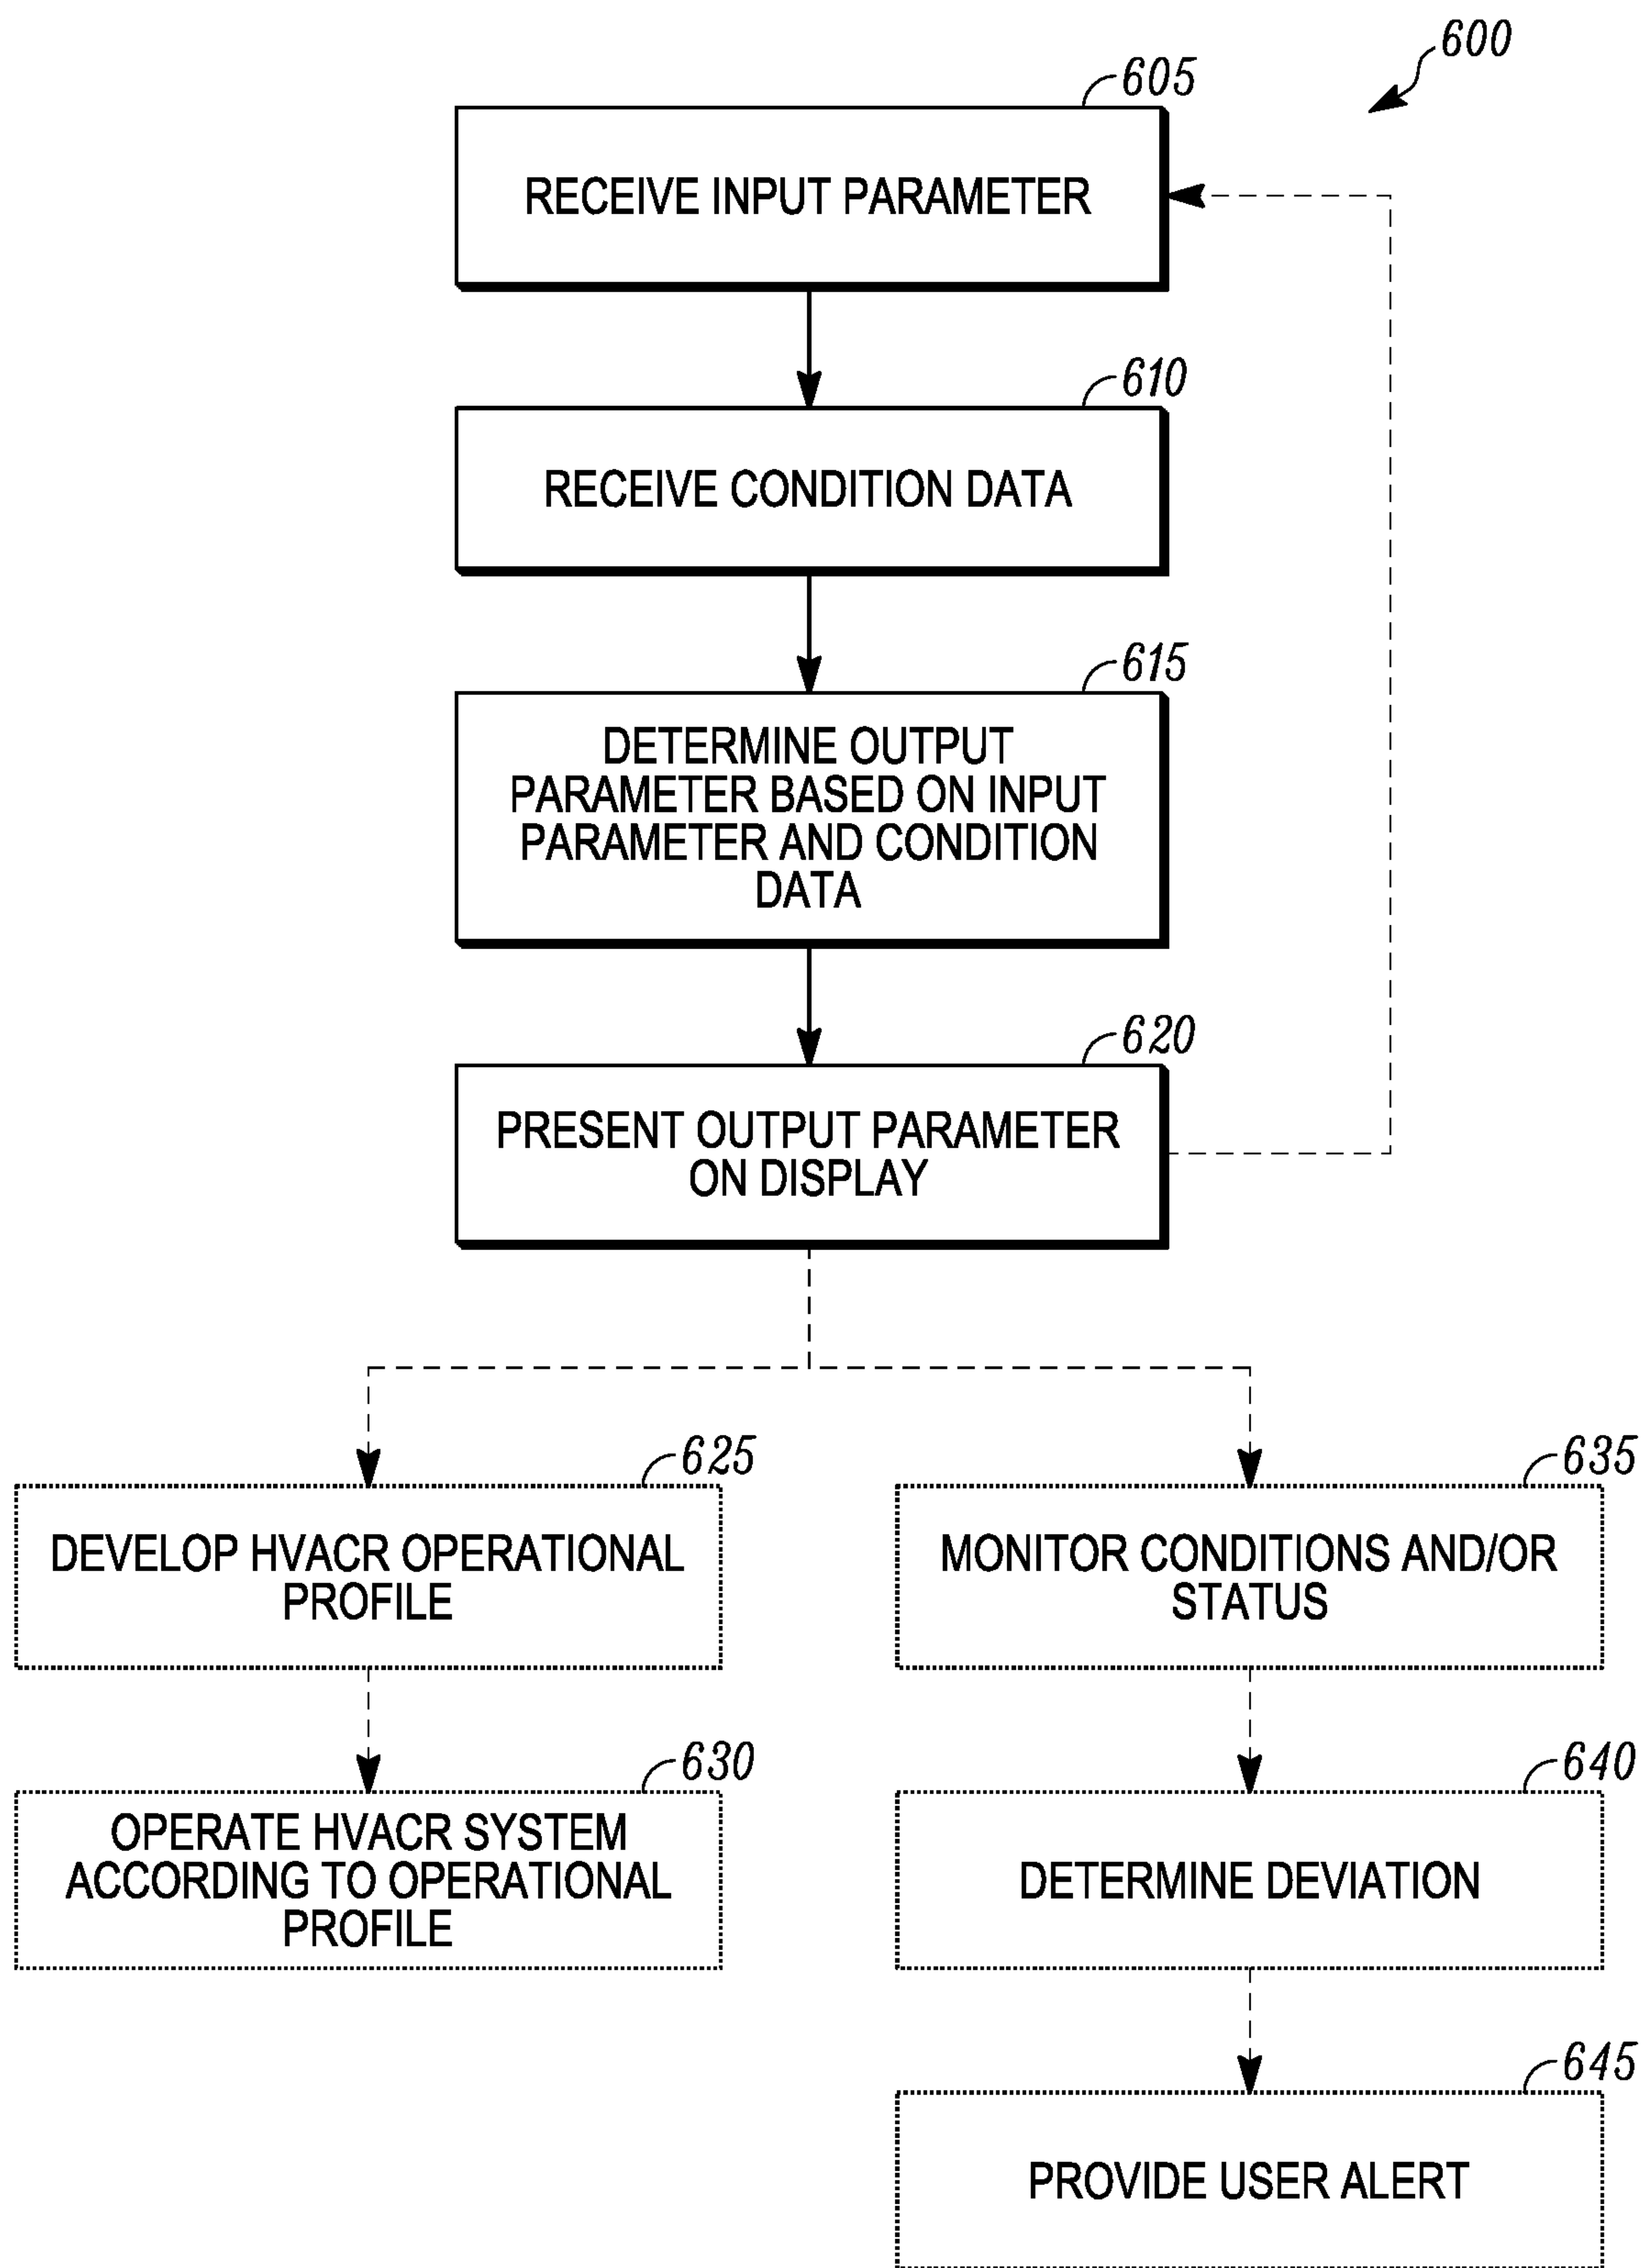 600
605
RECEIVE INPUT PARAMETER
610
RECEIVE CONDITION DATA
615
DETERMINE OUTPUT
PARAMETER BASED ON INPUT
PARAMETER AND CONDITION
DATA
620
PRESENT OUTPUT PARAMETER
ON DISPLAY
625
DEVELOP HVACR OPERATIONAL
PROFILE
630
OPERATE HVACR SYSTEM
ACCORDING TO OPERATIONAL
PROFILE
635
MONITOR CONDITIONS AND/OR
STATUS
640
DETERMINE DEVIATION
645
PROVIDE USER ALERT